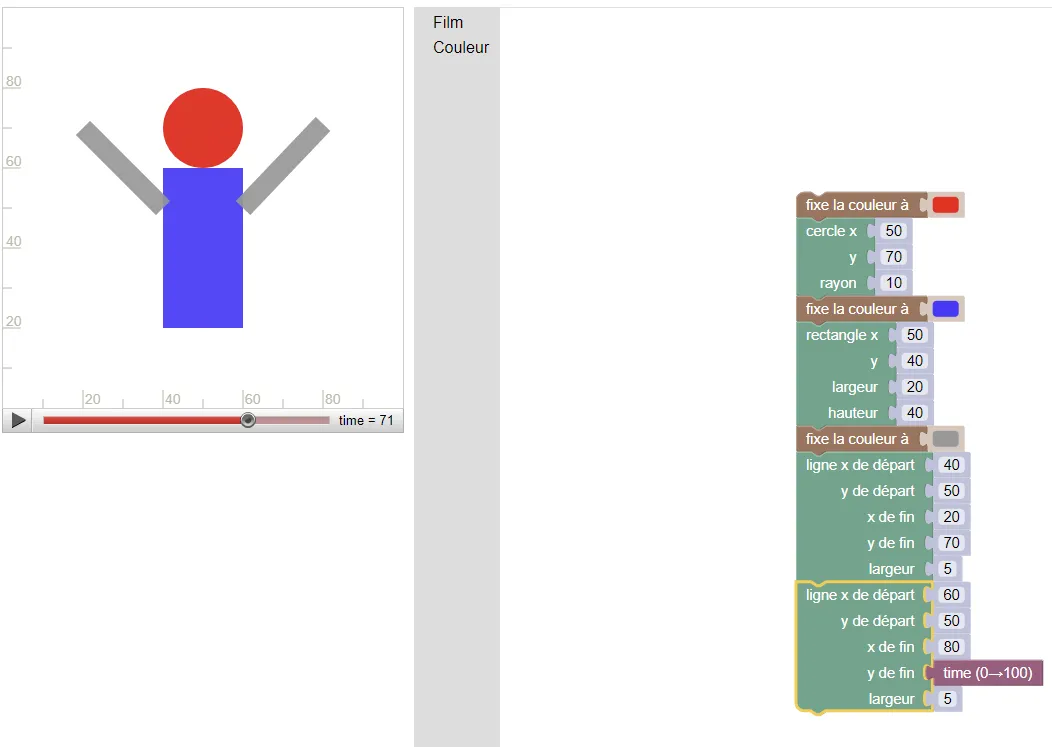 80
60
40
20
20 40 60 80
time = 71
Film
Couleur
fixe la couleur à
cercle x 50
y 70
rayon 10
fixe la couleur à
rectangle x 50
y 40
largeur 20
hauteur 40
fixe la couleur à
ligne x de départ 40
y de départ 50
x de fin 20
y de fin 70
largeur 5
ligne x de départ 60
y de départ 50
x de fin 80
y de fin time (0→100)
largeur 5